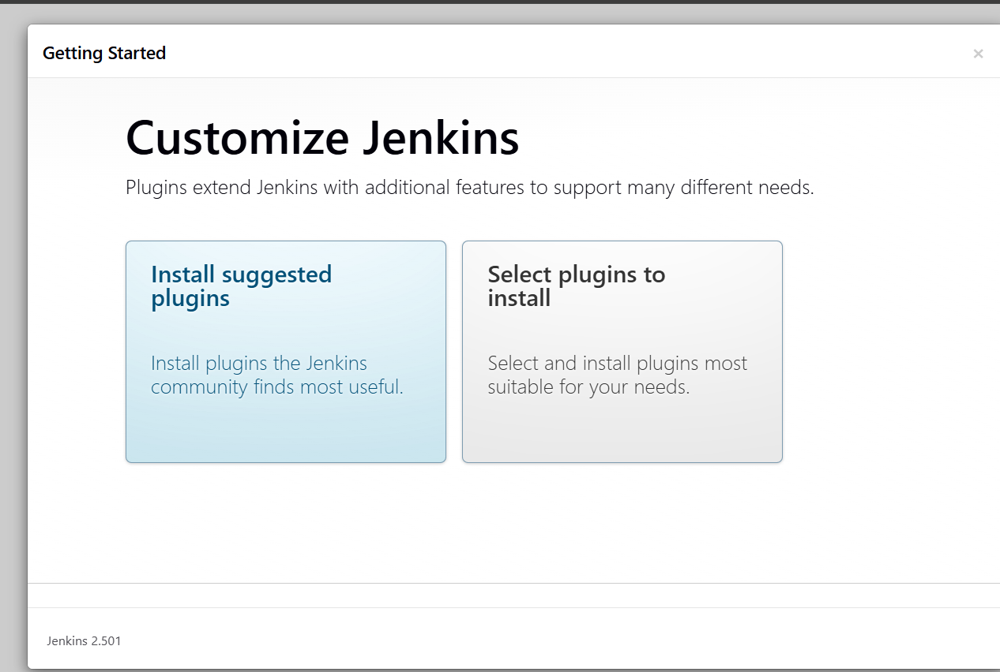 Getting Started
×
Customize Jenkins
Plugins extend Jenkins with additional features to support many different needs.
Install suggested
plugins
Install plugins the Jenkins
community finds most useful.
Select plugins to
install
Select and install plugins most
suitable for your needs.
Jenkins 2.501